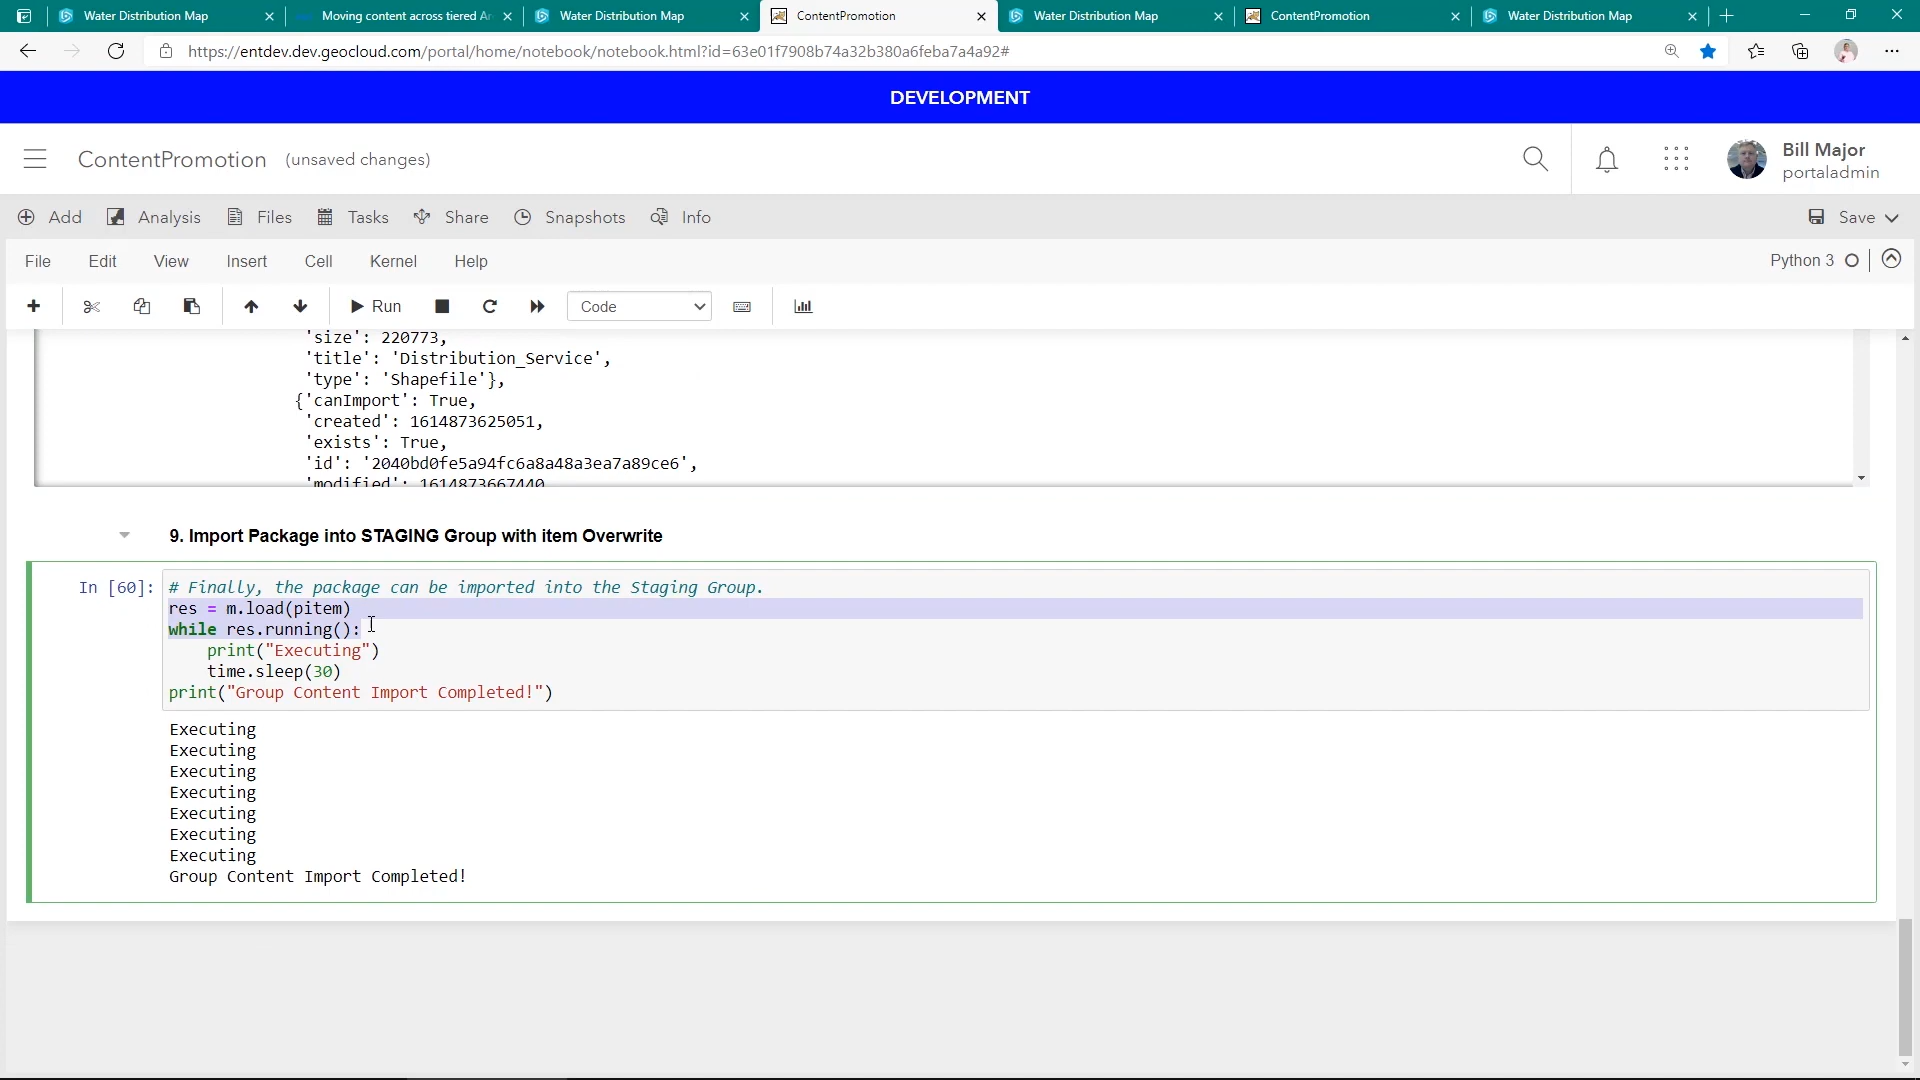 Water Distribution Map
Moving content across tiered Ar
Water Distribution Map
ContentPromotion
Water Distribution Map
ContentPromotion
Water Distribution Map
https://entdev.dev.geocloud.com/portal/home/notebook/notebook.html?id=63e01f7908b74a32b380a6feba7a4a92#
DEVELOPMENT
ContentPromotion (unsaved changes)
Bill Major
portaladmin
Add Analysis Files Tasks Share Snapshots Info Save
File Edit View Insert Cell Kernel Help Python 3
Run Code
'size': 220773,
'title': 'Distribution_Service',
'type': 'Shapefile'},
{'canImport': True,
'created': 1614873625051,
'exists': True,
'id': '2040bd0fe5a94fc6a8a48a3ea7a89ce6',
'modified': 1614873667440
9. Import Package into STAGING Group with item Overwrite
In [60]: # Finally, the package can be imported into the Staging Group.
res = m.load(pitem)
while res.running():
print("Executing")
time.sleep(30)
print("Group Content Import Completed!")
Executing
Executing
Executing
Executing
Executing
Executing
Executing
Group Content Import Completed!